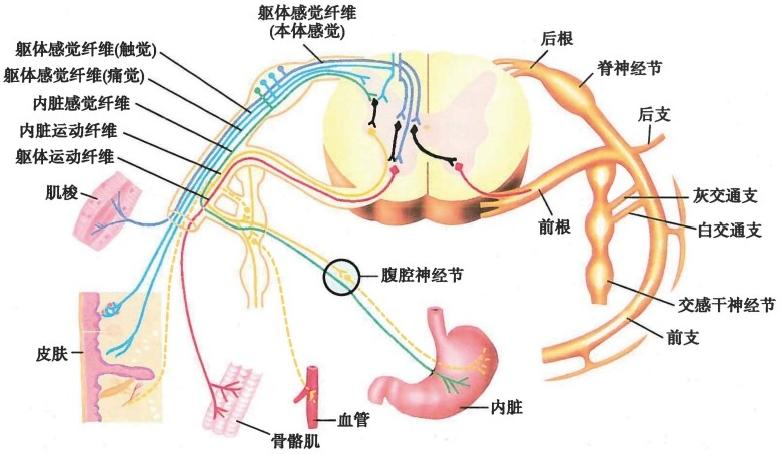 躯体感觉纤维
(本体感觉)
躯体感觉纤维(触觉)
躯体感觉纤维(痛觉)
内脏感觉纤维
内脏运动纤维
躯体运动纤维
肌梭
皮肤
骨骼肌
血管
内脏
腹腔神经节
后根
脊神经节
后支
灰交通支
白交通支
前根
交感干神经节
前支